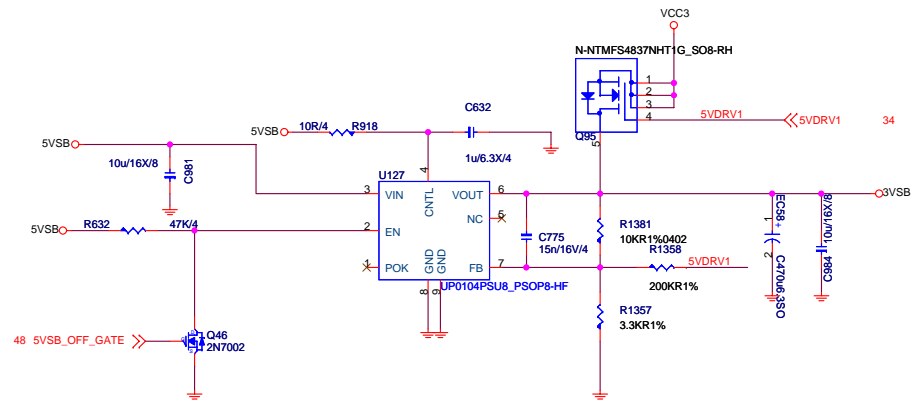 VCC3
N-NTMFS4837NHT1G_SO8-RH
1
2
3
4
5VDRV1
5VDRV1
34
Q95
5
5VSB
10R/4
R918
C632
1u/6.3X/4
5VSB
10u/16X/8
C981
U127
4
3
VIN
CNTL
VOUT
6
3VSB
NC
5
5VSB
R632
47K/4
2
EN
POK
1
GND
GND
FB
7
8
9
UP0104PSU8_PSOP8-HF
C775
15n/16V/4
R1381
10KR1%0402
R1358
5VDRV1
200KR1%
R1357
3.3KR1%
EC58
+
1
2
C470u6.3SO
10u/16X/8
C984
48
5VSB_OFF_GATE
Q46
2N7002